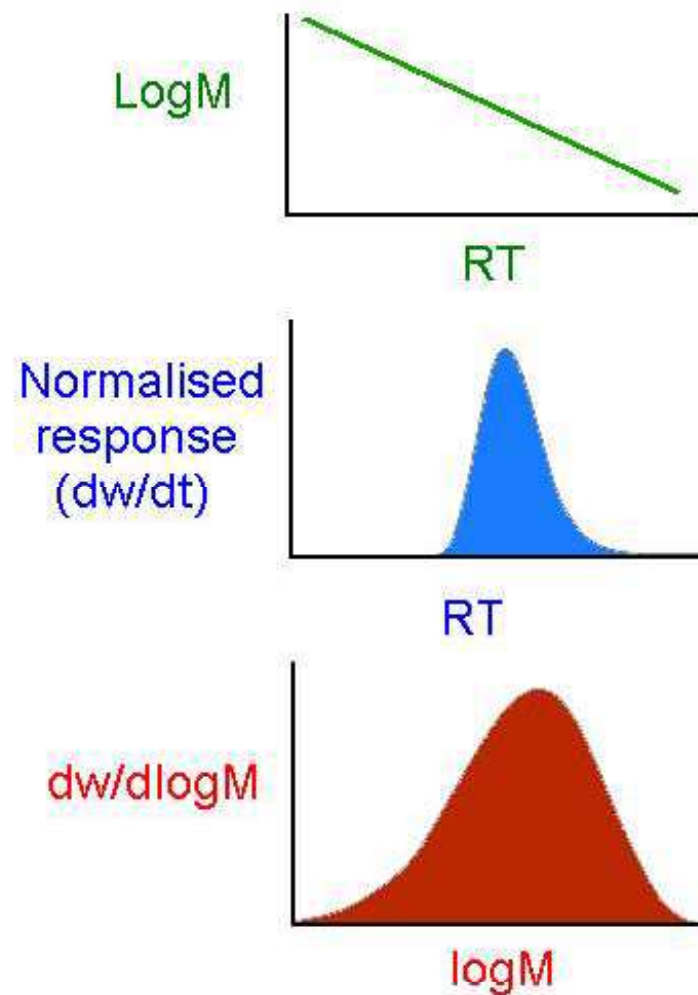 LogM
RT
Normalised
response
(dw/dt)
RT
dw/dlogM
logM